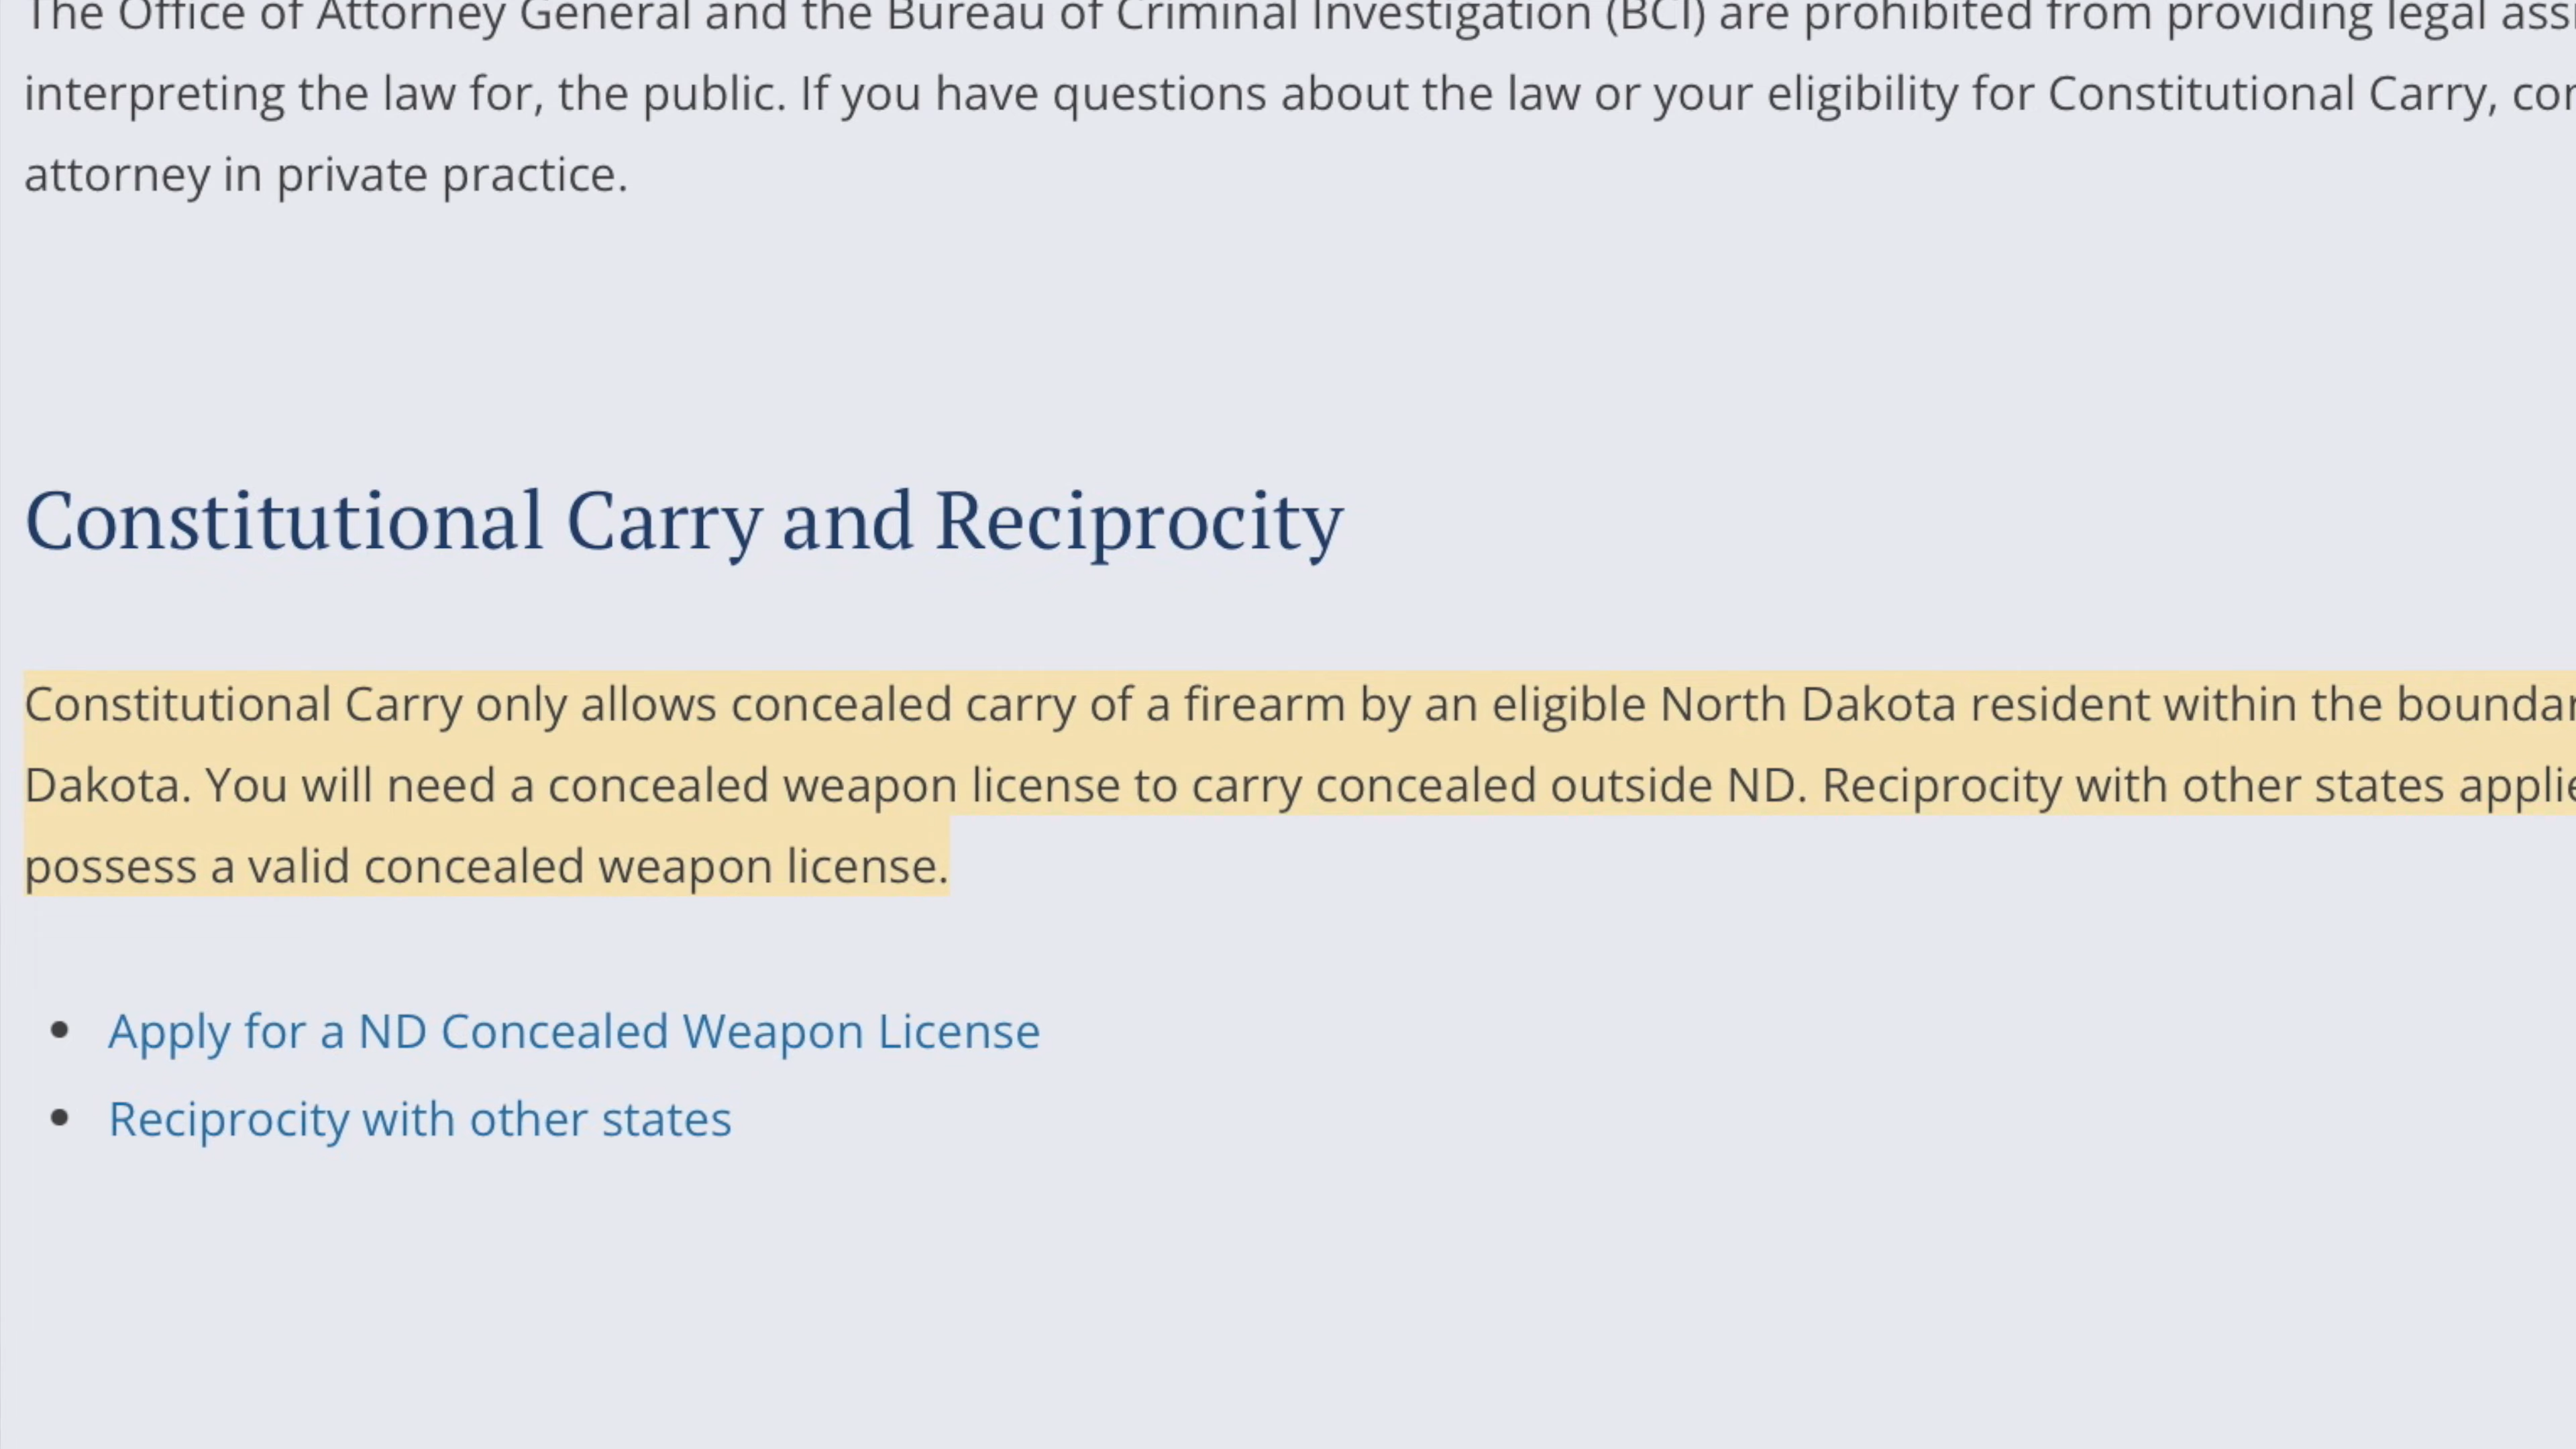 The Office of Attorney General and the Bureau of Criminal Investigation (BCI) are prohibited from providing legal
interpreting the law for, the public. If you have questions about the law or your eligibility for Constitutional Carry,
attorney in private practice.
Constitutional Carry and Reciprocity
Constitutional Carry only allows concealed carry of a firearm by an eligible North Dakota resident within the
Dakota. You will need a concealed weapon license to carry concealed outside ND. Reciprocity with other states
possess a valid concealed weapon license.
• Apply for a ND Concealed Weapon License
• Reciprocity with other states